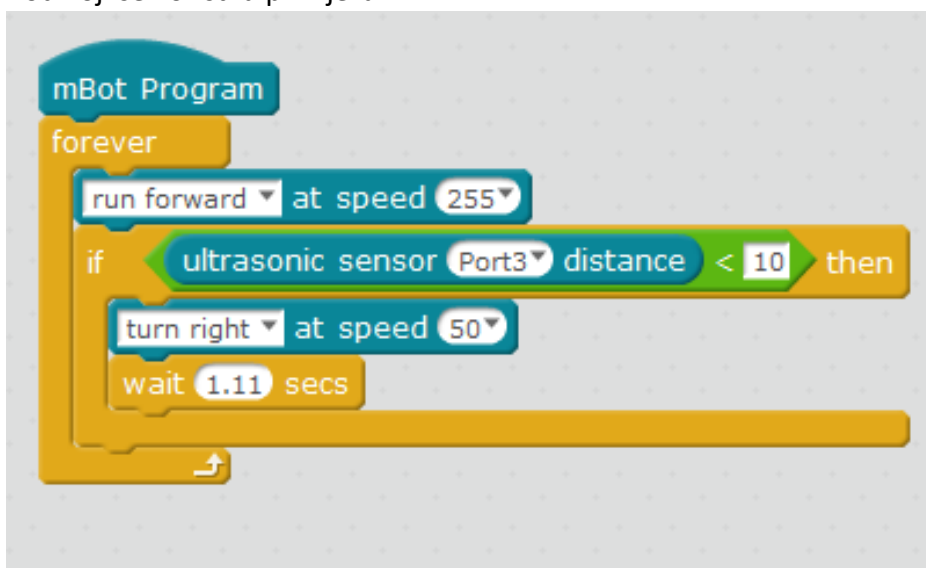 mBot Program
forever
run forward at speed 255
if ultrasonic sensor Port3 distance < 10 then
turn right at speed 50
wait 1.11 secs